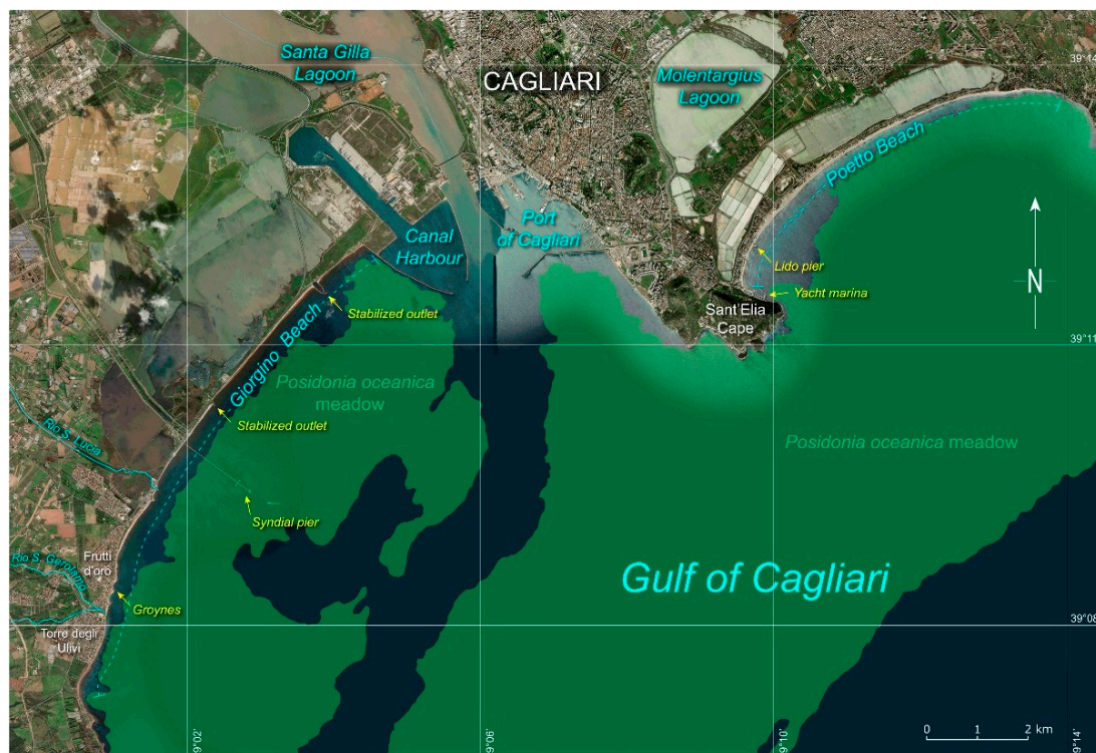 Santa Gilla
Lagoon
CAGLIARI
Molentargius
Lagoon
39°14'
Poetto Beach
Port
of Cagliari
Canal
Harbour
Lido pier
Yacht marina
N
Sant'Elia
Cape
Stabilized outlet
39°11'
Giorgino Beach
Posidonia oceanica
meadow
Stabilized outlet
Rio S. Lucia
Posidonia oceanica meadow
Syndial pier
Frutti
d'oro
Rio S. Gerolamo
Groynes
Gulf of Cagliari
39°08'
Torre degli
Ulivi
9°02'
9°06'
9°10'
9°14'
0 1 2 km